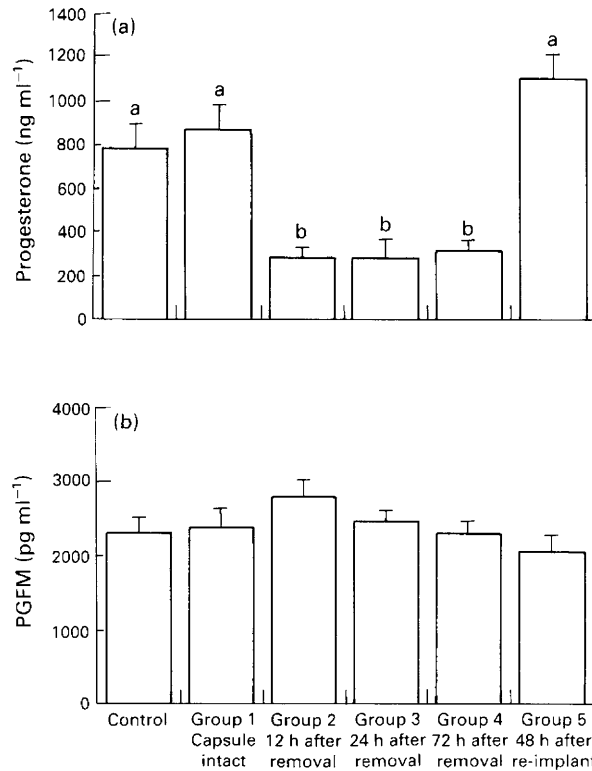 (a)
Progesterone (ng ml⁻¹)
1400
1200
1000
800
600
400
200
0
a
a
b
b
b
a
(b)
PGFM (pg ml⁻¹)
4000
3000
2000
1000
0
Control
Group 1
Capsule
intact
Group 2
12 h after
removal
Group 3
24 h after
removal
Group 4
72 h after
removal
Group 5
48 h after
re-implant